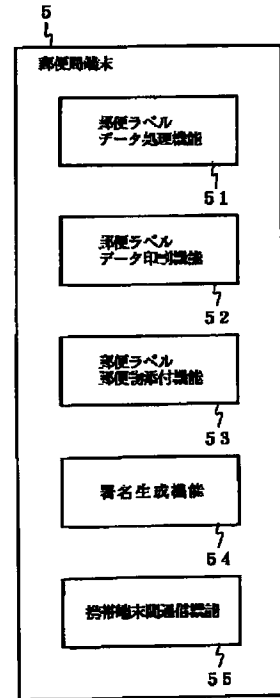 5
郵便局端末
郵便ラベル
データ処理機能
51
郵便ラベル
データ印刷機能
52
郵便ラベル
郵便物添付機能
53
署名生成機能
54
携帯端末間通信機能
55